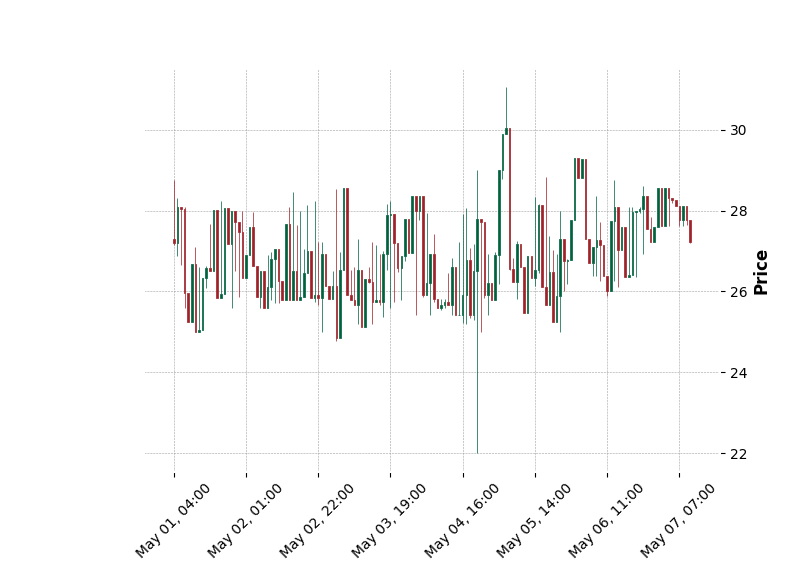 30
28
26
24
22
Price
May 01, 04:00
May 02, 01:00
May 02, 22:00
May 03, 19:00
May 04, 16:00
May 05, 14:00
May 06, 11:00
May 07, 07:00